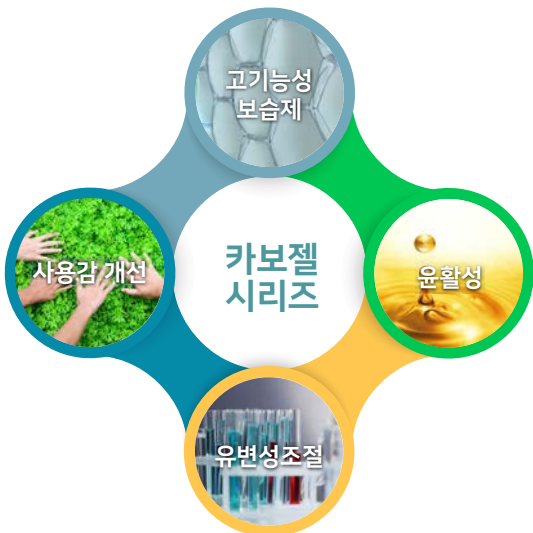 고기능성
보습제
사용감 개선
카보젤
시리즈
윤활성
유변성조절